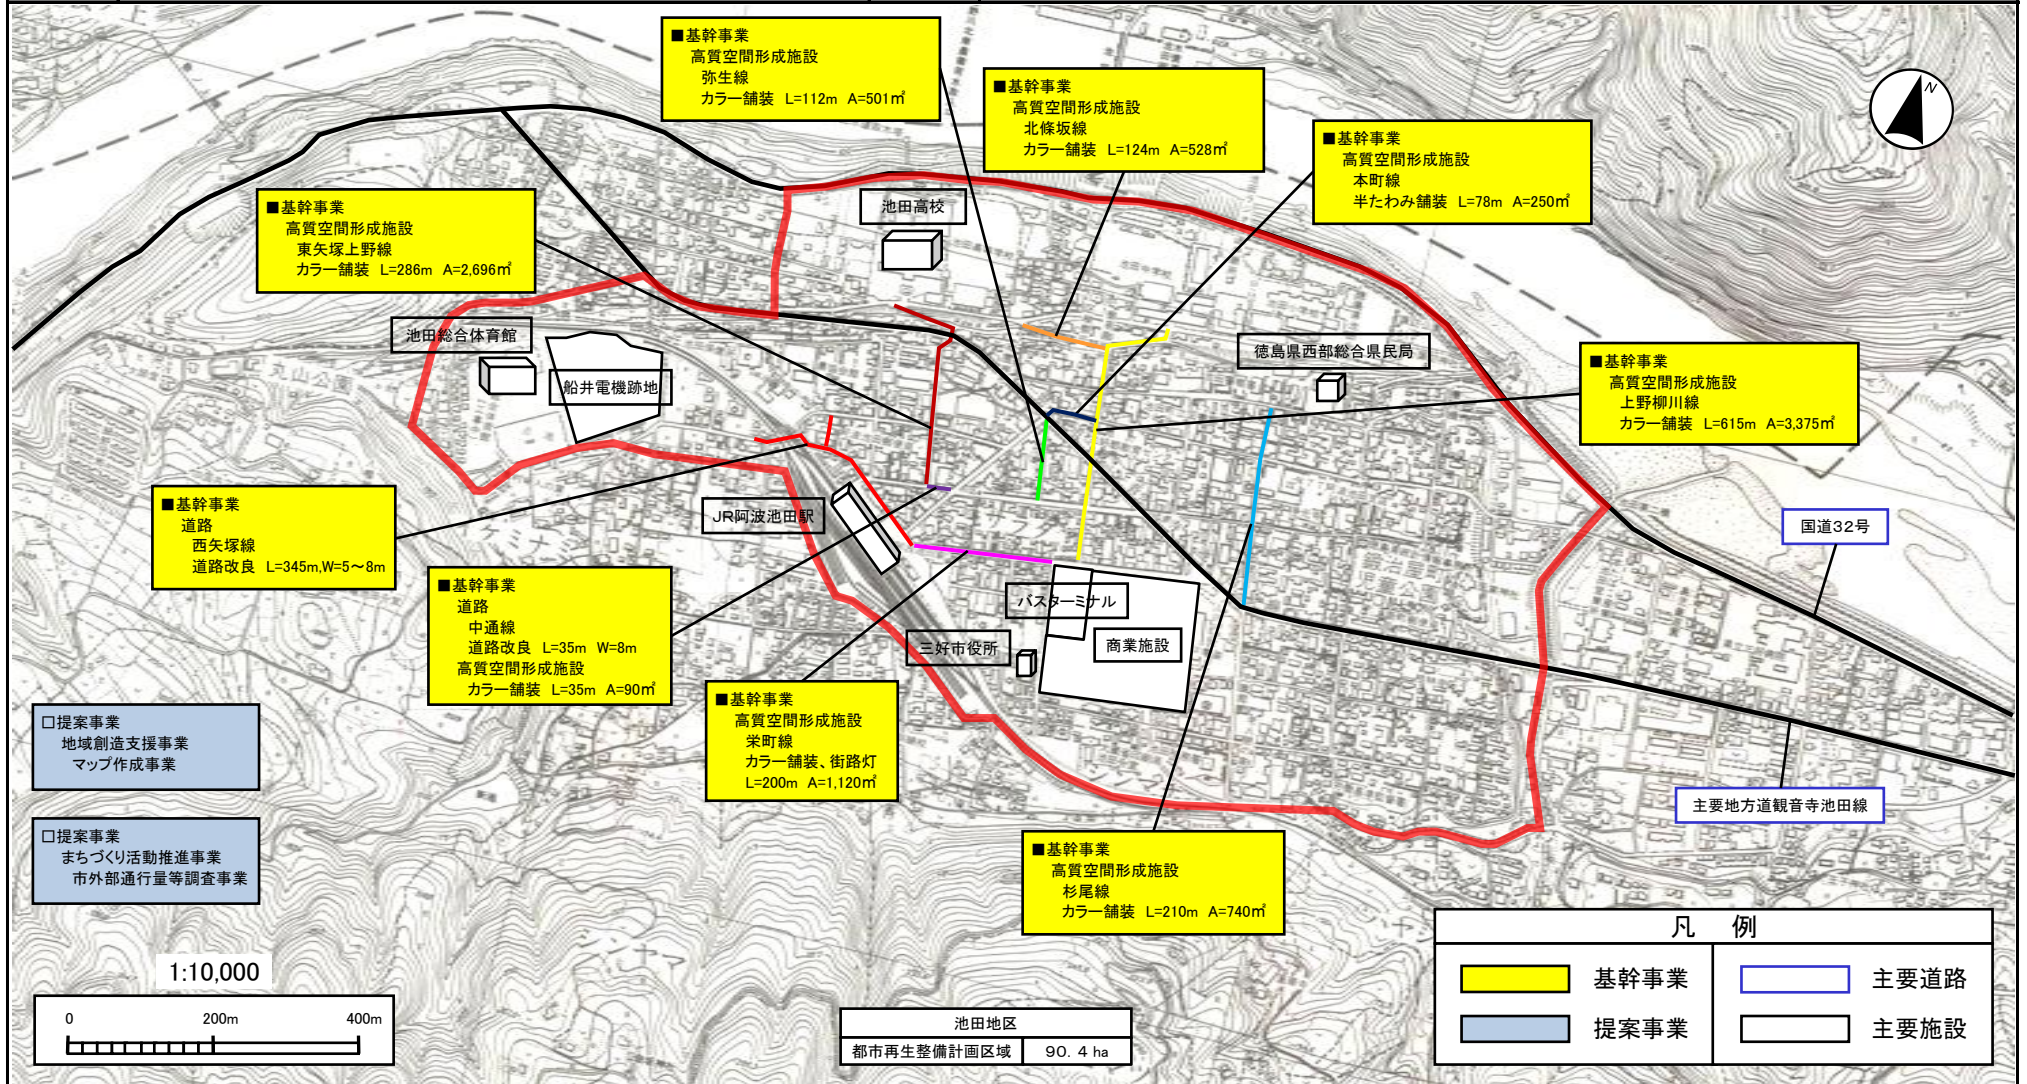 ■基幹事業
高質空間形成施設
弥生線
カラー舗装 L=112m A=501㎡
■基幹事業
高質空間形成施設
北條坂線
カラー舗装 L=124m A=528㎡
■基幹事業
高質空間形成施設
本町線
半たわみ舗装 L=78m A=250㎡
N
■基幹事業
高質空間形成施設
東矢塚上野線
カラー舗装 L=286m A=2,696㎡
池田高校
池田総合体育館
船井電機跡地
徳島県西部総合県民局
■基幹事業
高質空間形成施設
上野柳川線
カラー舗装 L=615m A=3,375㎡
■基幹事業
道路
西矢塚線
道路改良 L=345m,W=5～8m
JR阿波池田駅
国道32号
■基幹事業
道路
中通線
道路改良 L=35m W=8m
高質空間形成施設
カラー舗装 L=35m A=90㎡
バスターミナル
三好市役所
商業施設
■基幹事業
高質空間形成施設
栄町線
カラー舗装、街路灯
L=200m A=1,120㎡
□提案事業
地域創造支援事業
マップ作成事業
主要地方道観音寺池田線
□提案事業
まちづくり活動推進事業
市外部通行量等調査事業
■基幹事業
高質空間形成施設
杉尾線
カラー舗装 L=210m A=740㎡
1:10,000
0 200m 400m
池田地区
都市再生整備計画区域 90.4 ha
凡 例
基幹事業 主要道路
提案事業 主要施設